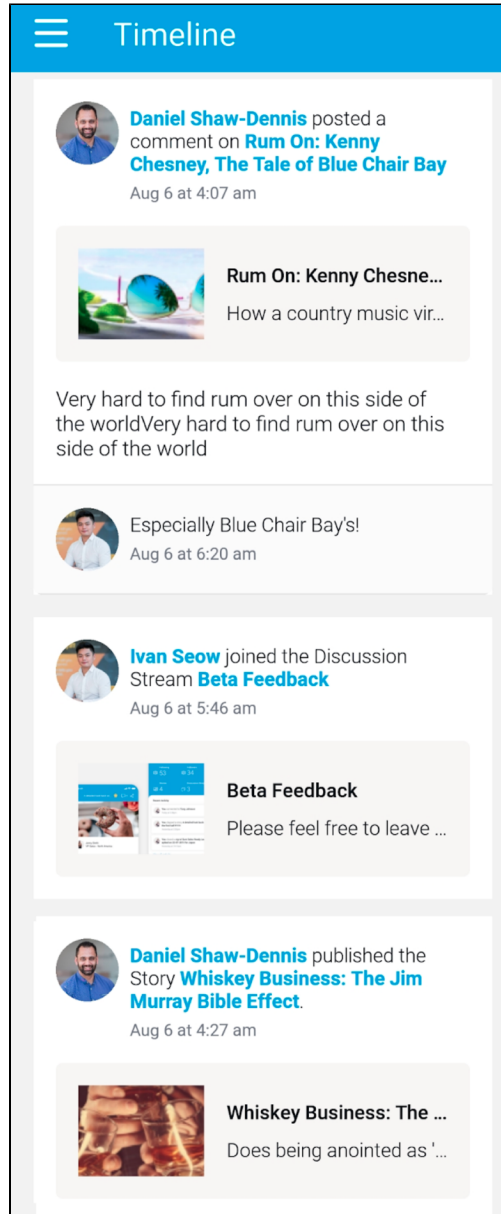 Timeline
Daniel Shaw-Dennis posted a
comment on Rum On: Kenny
Chesney, The Tale of Blue Chair Bay
Aug 6 at 4:07 am
Rum On: Kenny Chesne...
How a country music vir...
Very hard to find rum over on this side of
the worldVery hard to find rum over on this
side of the world
Especially Blue Chair Bay's!
Aug 6 at 6:20 am
Ivan Seow joined the Discussion
Stream Beta Feedback
Aug 6 at 5:46 am
Beta Feedback
Please feel free to leave ...
Daniel Shaw-Dennis published the
Story Whiskey Business: The Jim
Murray Bible Effect.
Aug 6 at 4:27 am
Whiskey Business: The ...
Does being anointed as '...